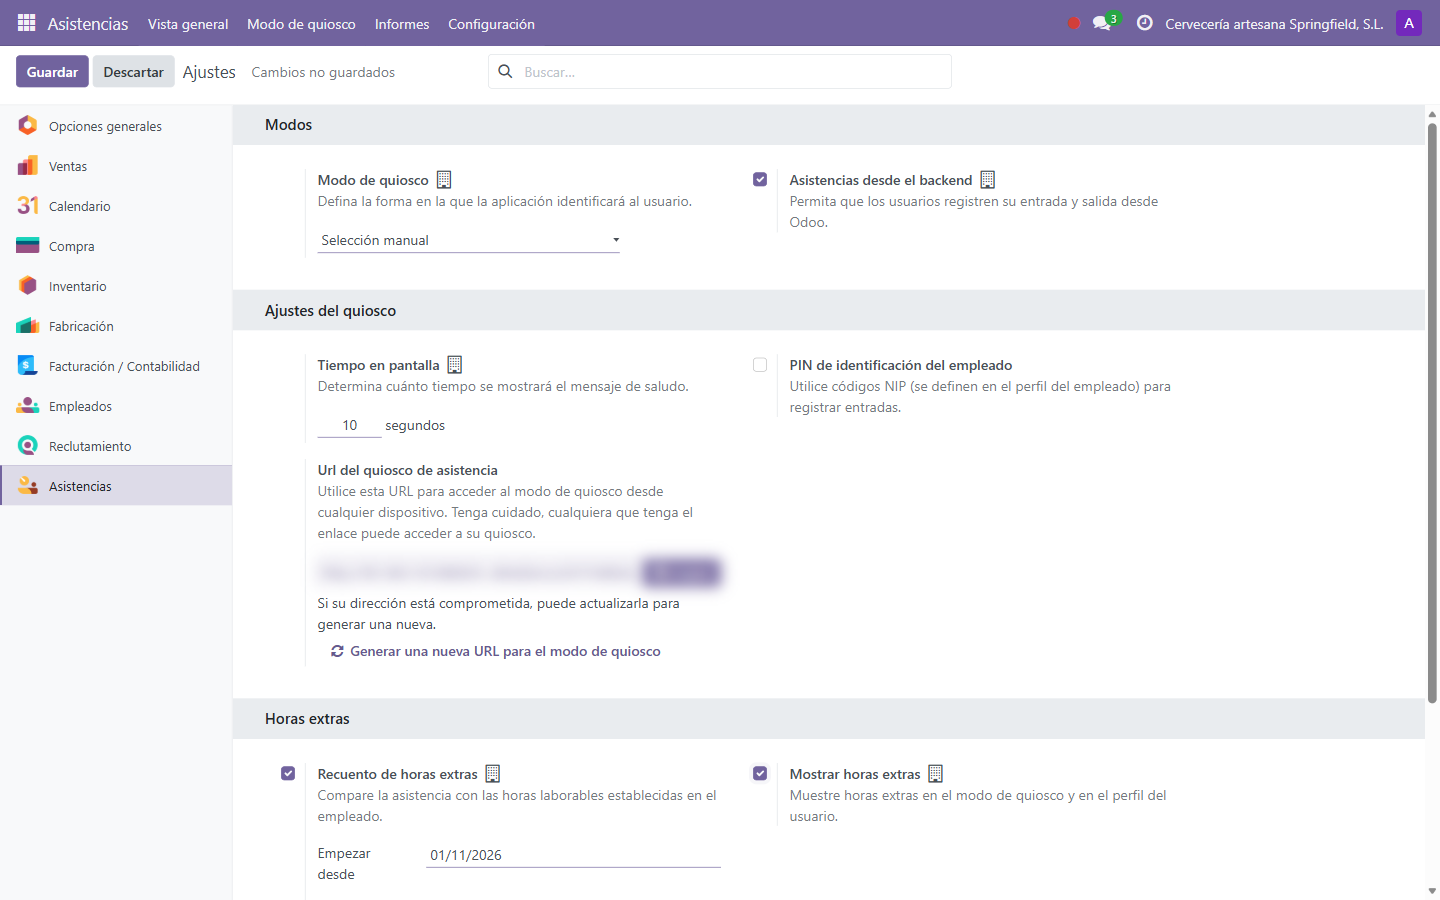 Asistencias Vista general Modo de quiosco Informes Configuración 3 Cervecería artesana Springfield, S.L. A
Guardar Descartar Ajustes Cambios no guardados Buscar...
Opciones generales
Ventas
31 Calendario
Compra
Inventario
Fabricación
$ Facturación / Contabilidad
Empleados
Reclutamiento
Asistencias
Modos
Modo de quiosco
Defina la forma en la que la aplicación identificará al usuario.
Selección manual
Asistencias desde el backend
Permita que los usuarios registren su entrada y salida desde
Odoo.
Ajustes del quiosco
Tiempo en pantalla
Determina cuánto tiempo se mostrará el mensaje de saludo.
10 segundos
PIN de identificación del empleado
Utilice códigos NIP (se definen en el perfil del empleado) para
registrar entradas.
Url del quiosco de asistencia
Utilice esta URL para acceder al modo de quiosco desde
cualquier dispositivo. Tenga cuidado, cualquiera que tenga el
enlace puede acceder a su quiosco.
Si su dirección está comprometida, puede actualizarla para
generar una nueva.
Generar una nueva URL para el modo de quiosco
Horas extras
Recuento de horas extras
Compare la asistencia con las horas laborables establecidas en el
empleado.
Empezar
desde
01/11/2026
Mostrar horas extras
Muestre horas extras en el modo de quiosco y en el perfil del
usuario.